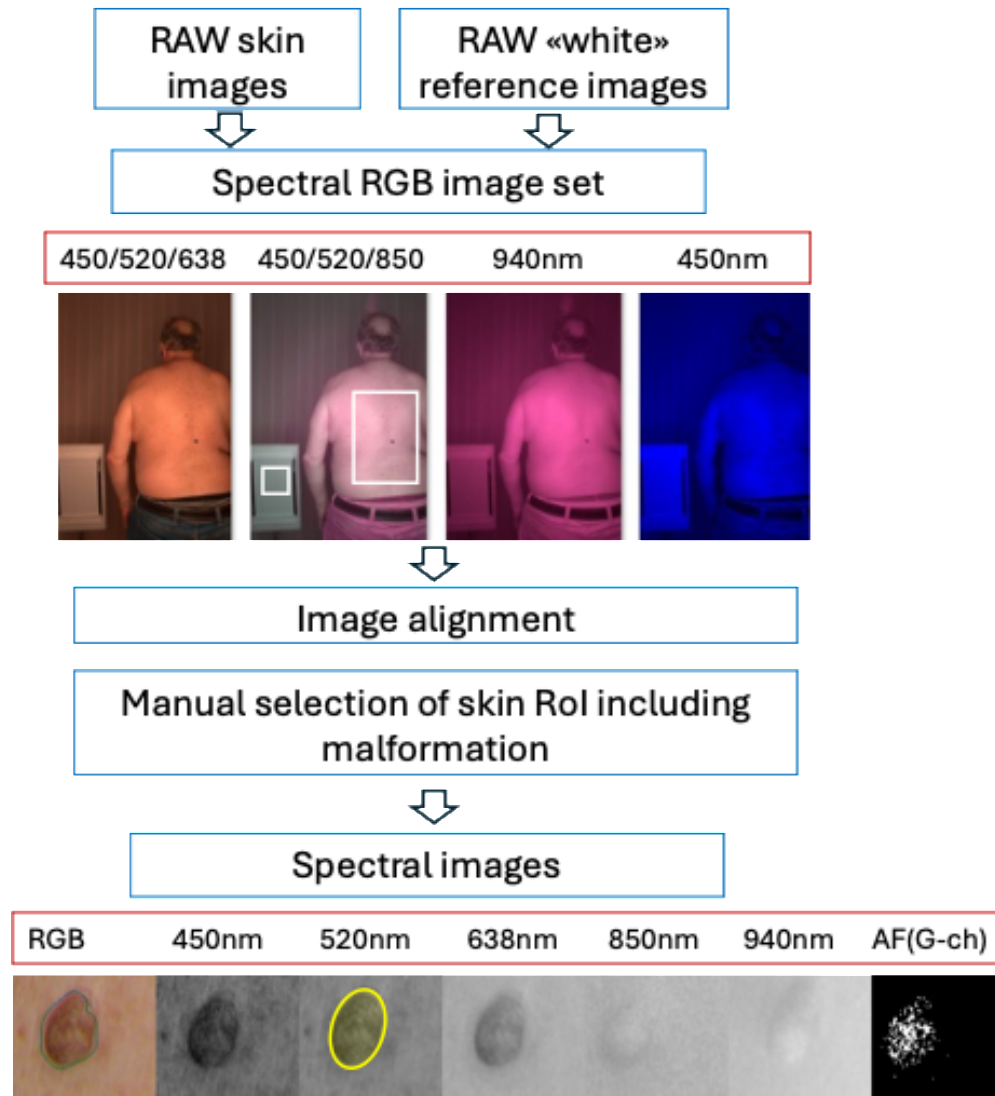 RAW skin
images
RAW «white»
reference images
Spectral RGB image set
450/520/638 450/520/850 940nm 450nm
Image alignment
Manual selection of skin RoI including
malformation
Spectral images
RGB 450nm 520nm 638nm 850nm 940nm AF(G-ch)